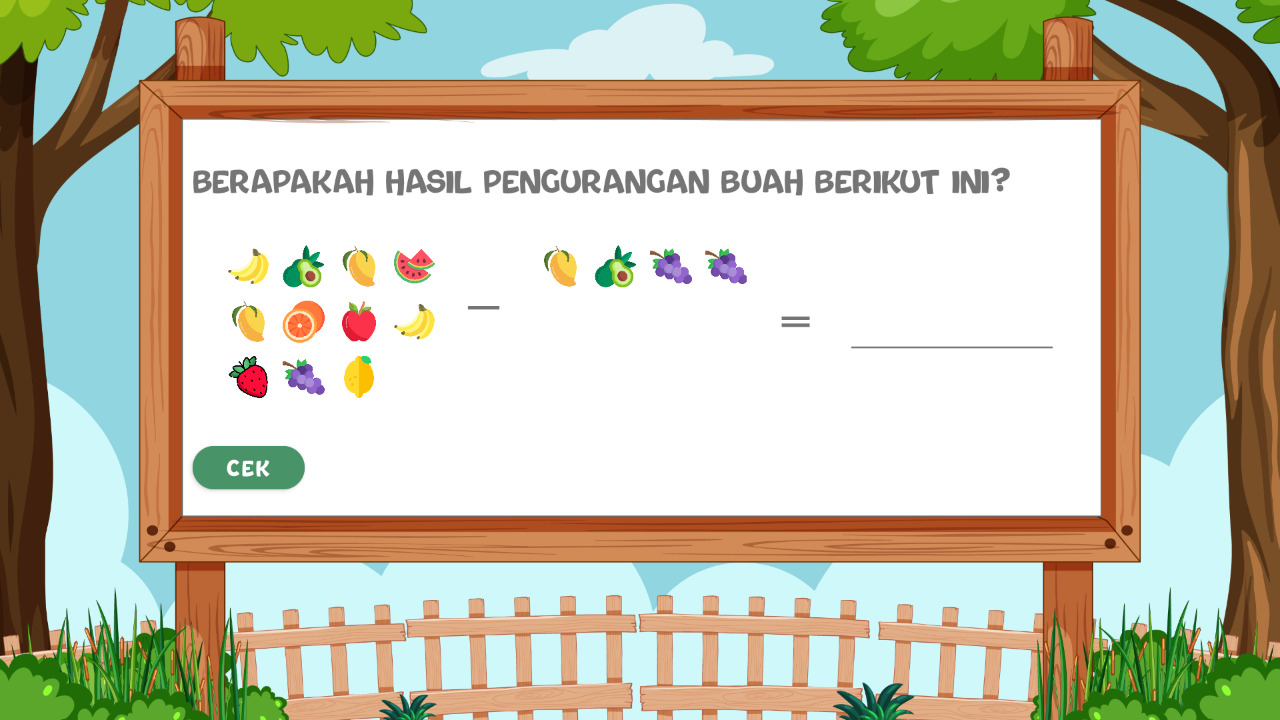 BERAPAKAH HASIL PENGURANGAN BUAH BERIKUT INI?
− =
CEK